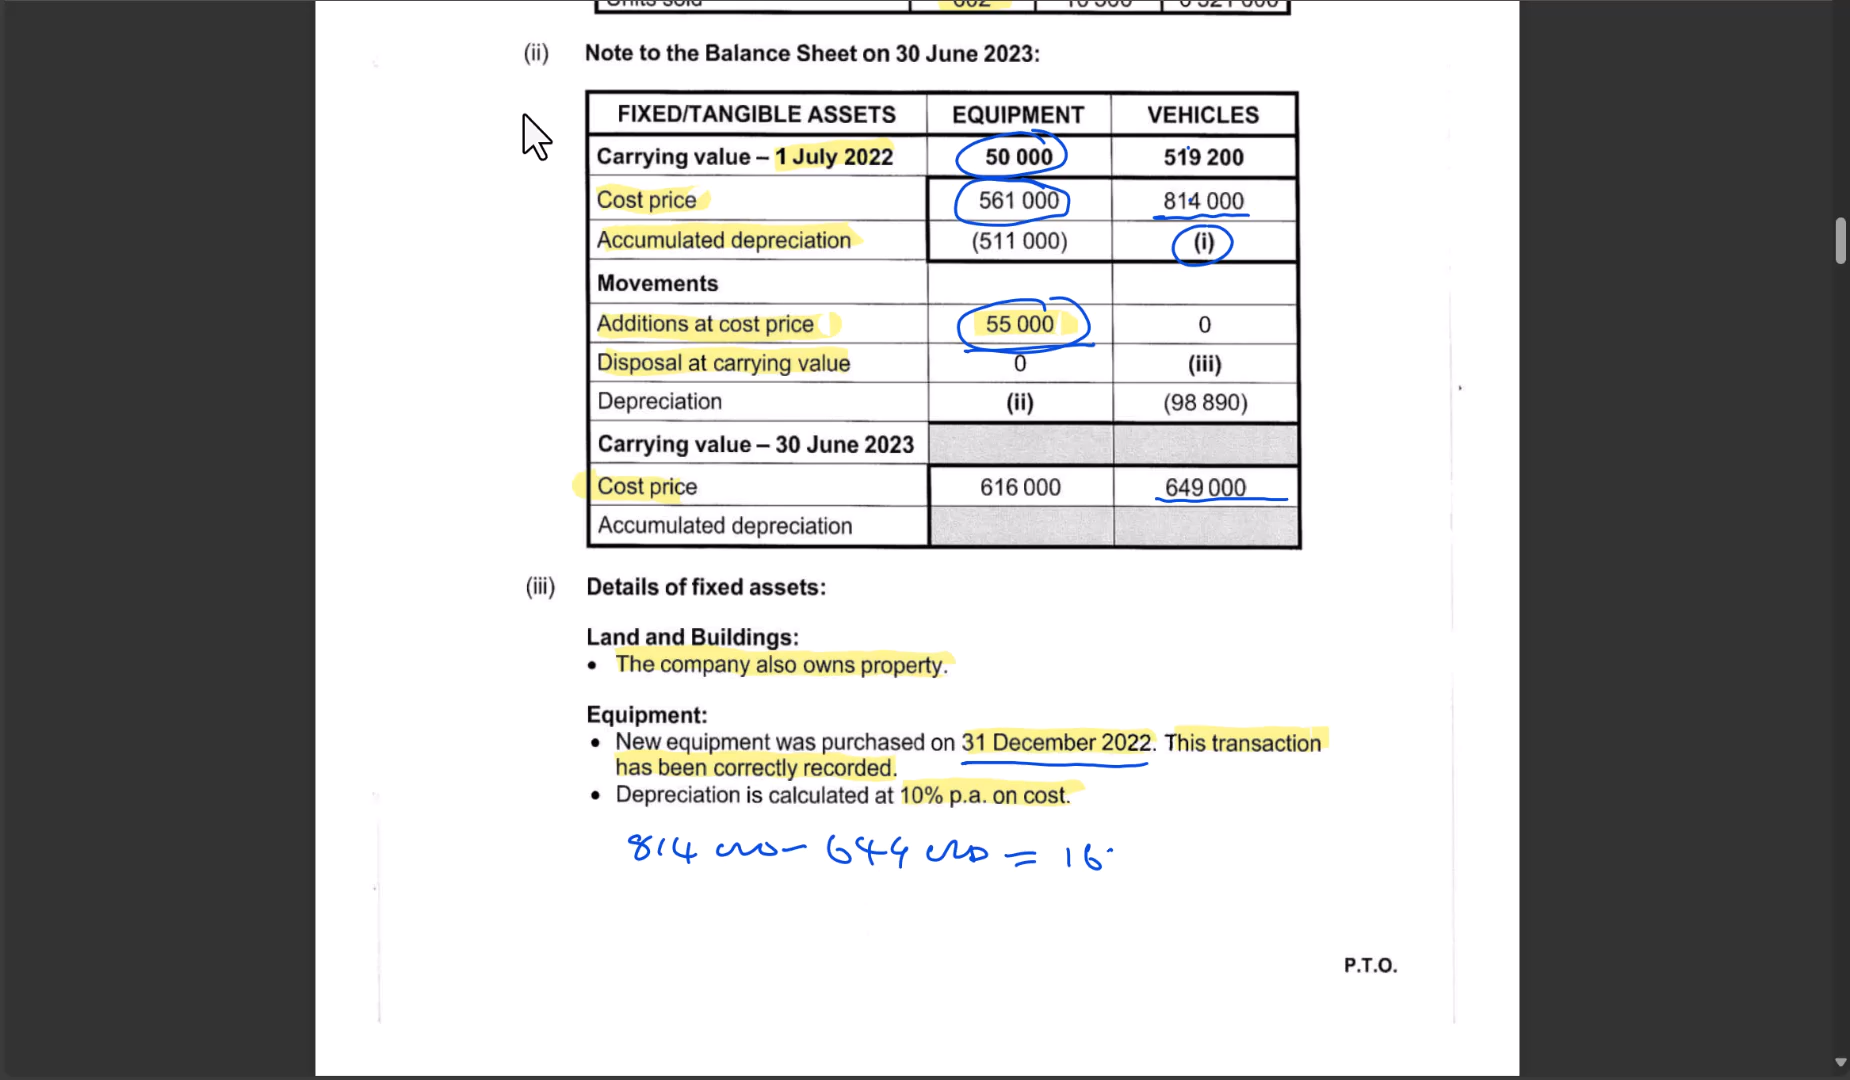 (ii) Note to the Balance Sheet on 30 June 2023:
FIXED/TANGIBLE ASSETS EQUIPMENT VEHICLES
Carrying value – 1 July 2022 50 000 519 200
Cost price 561 000 814 000
Accumulated depreciation (511 000) (i)
Movements
Additions at cost price 55 000 0
Disposal at carrying value 0 (iii)
Depreciation (ii) (98 890)
Carrying value – 30 June 2023
Cost price 616 000 649 000
Accumulated depreciation
(iii) Details of fixed assets:
Land and Buildings:
• The company also owns property.
Equipment:
• New equipment was purchased on 31 December 2022. This transaction
has been correctly recorded.
• Depreciation is calculated at 10% p.a. on cost.
814 000 – 649 000 = 16
P.T.O.